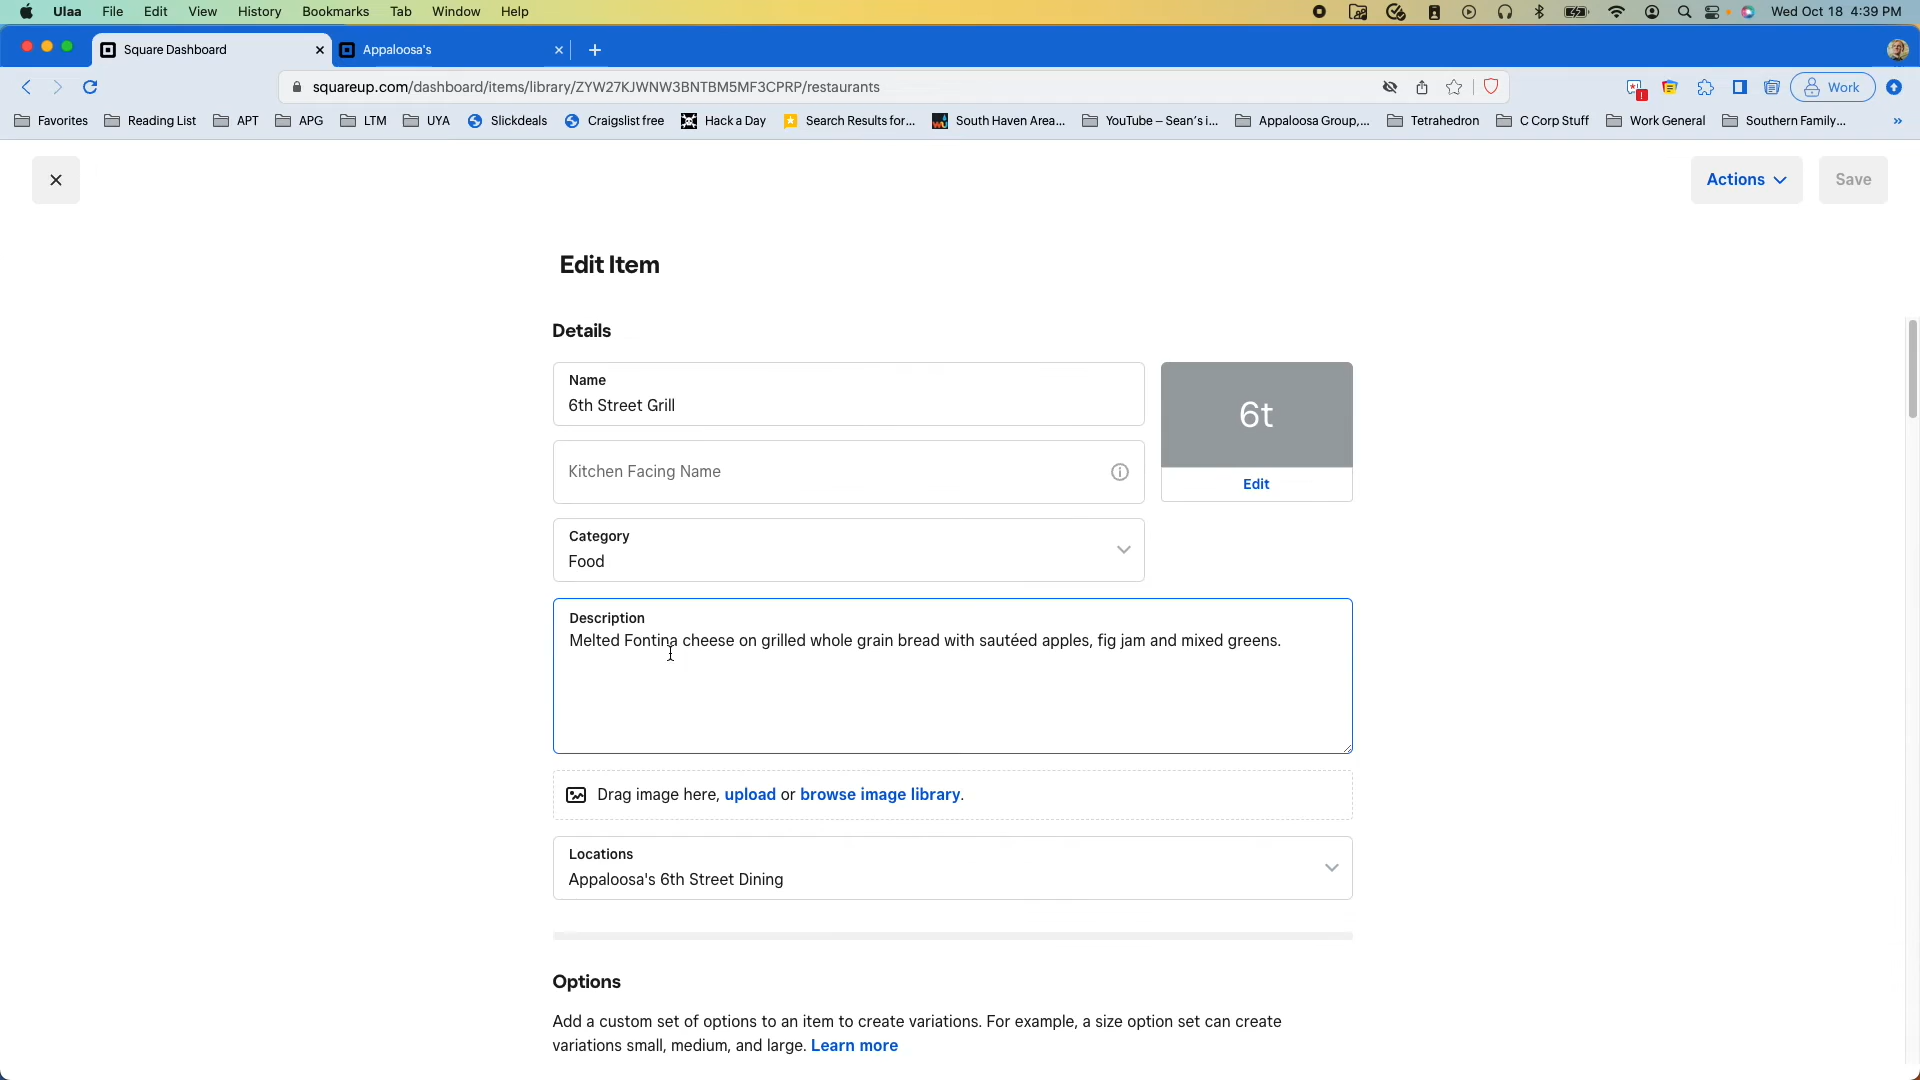 Ulaa File Edit View History Bookmarks Tab Window Help Wed Oct 18 4:39 PM
Square Dashboard Appaloosa's
squareup.com/dashboard/items/library/ZYW27KJWNW3BNTBM5MF3CPRP/restaurants Work
Favorites Reading List APT APG LTM UYA Slickdeals Craigslist free Hack a Day Search Results for... South Haven Area... YouTube – Sean's i... Appaloosa Group,... Tetrahedron C Corp Stuff Work General Southern Family... »
Actions Save
Edit Item
Details
Name
6th Street Grill
6t
Kitchen Facing Name
Edit
Category
Food
Description
Melted Fontina cheese on grilled whole grain bread with sautéed apples, fig jam and mixed greens.
Drag image here, upload or browse image library.
Locations
Appaloosa's 6th Street Dining
Options
Add a custom set of options to an item to create variations. For example, a size option set can create
variations small, medium, and large. Learn more